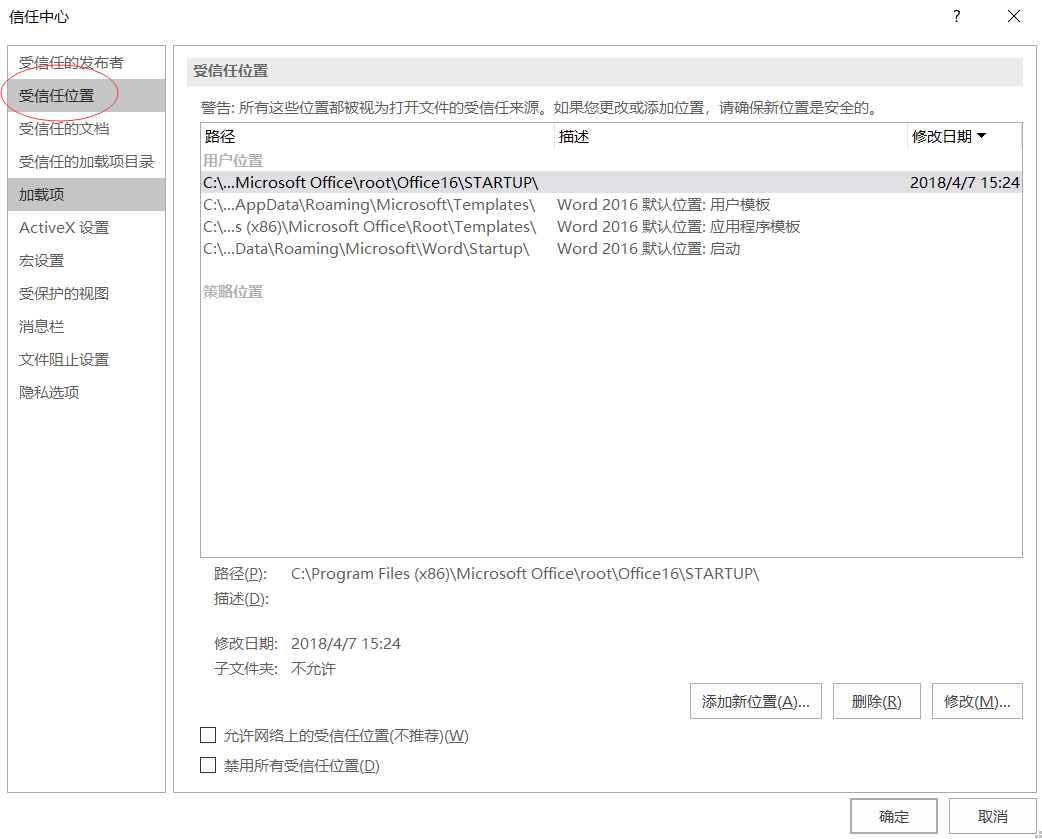 信任中心
?
受信任的发布者
受信任位置
受信任的文档
受信任的加载项目录
加载项
ActiveX 设置
宏设置
受保护的视图
消息栏
文件阻止设置
隐私选项
受信任位置
警告: 所有这些位置都被视为打开文件的受信任来源。如果您更改或添加位置，请确保新位置是安全的。
路径 描述 修改日期
用户位置
C:\...Microsoft Office\root\Office16\STARTUP\ 2018/4/7 15:24
C:\...AppData\Roaming\Microsoft\Templates\ Word 2016 默认位置: 用户模板
C:\...s (x86)\Microsoft Office\Root\Templates\ Word 2016 默认位置: 应用程序模板
C:\...Data\Roaming\Microsoft\Word\Startup\ Word 2016 默认位置: 启动
策略位置
路径(P): C:\Program Files (x86)\Microsoft Office\root\Office16\STARTUP\
描述(D):
修改日期: 2018/4/7 15:24
子文件夹: 不允许
添加新位置(A)... 删除(R) 修改(M)...
允许网络上的受信任位置(不推荐)(W)
禁用所有受信任位置(D)
确定 取消